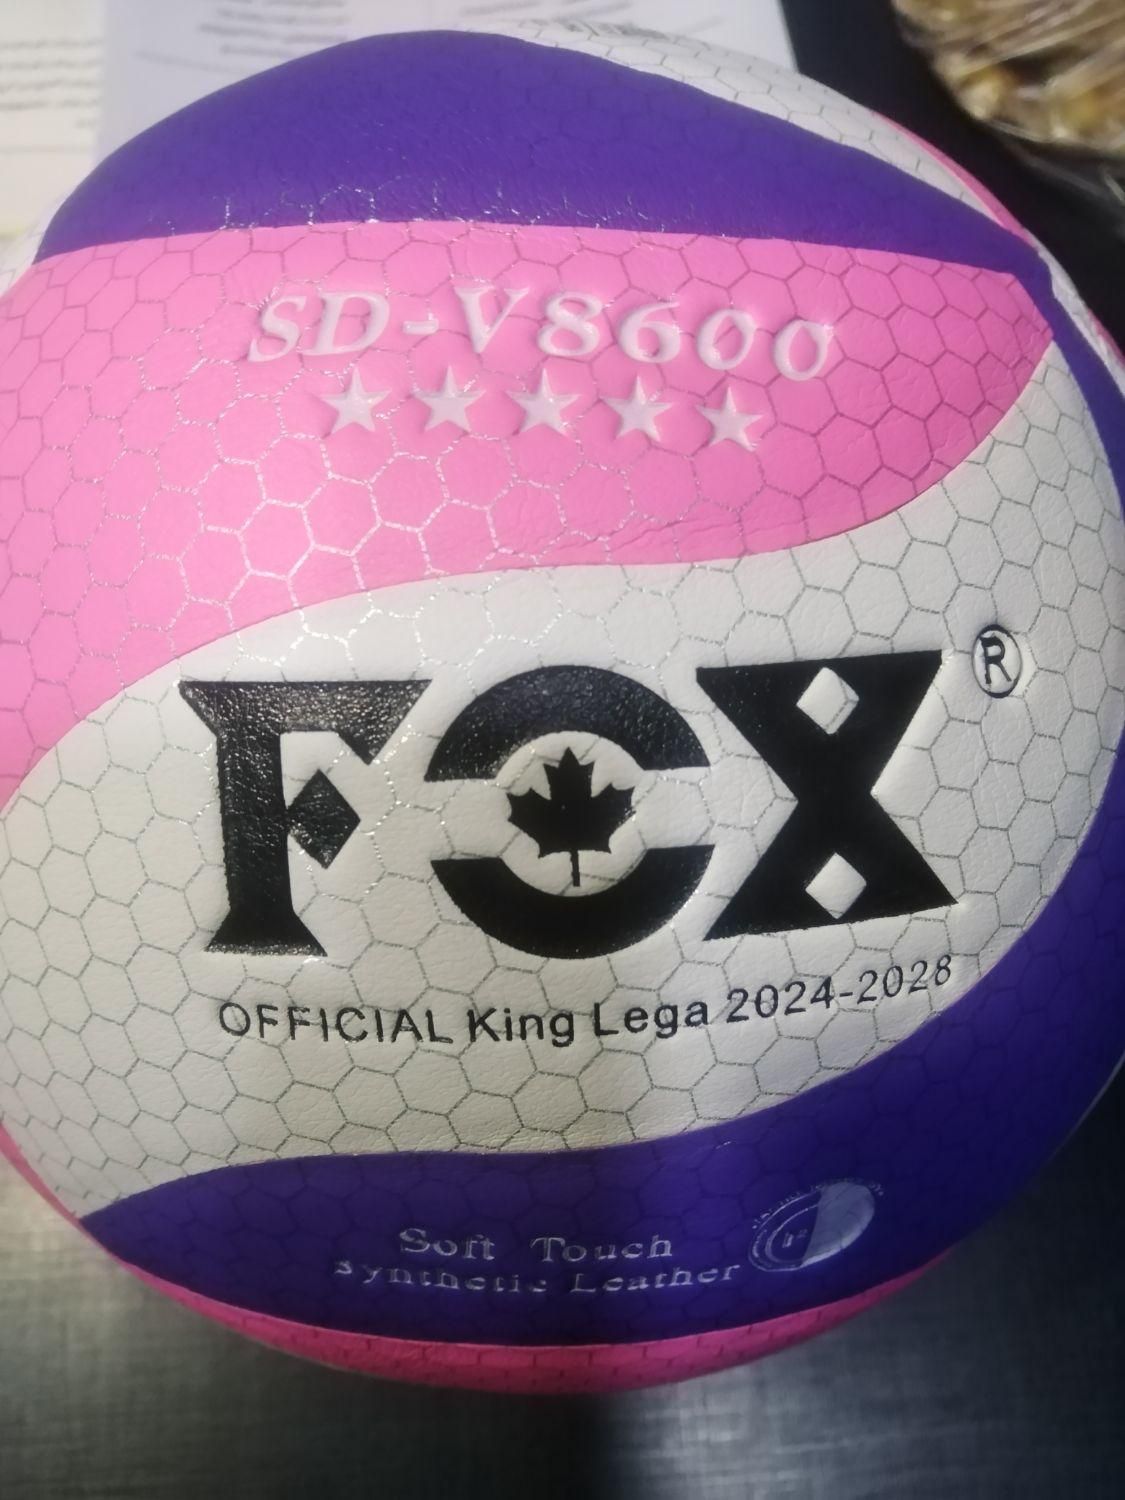 SD-V8600
FOX®
OFFICIAL King Lega 2024-2028
Soft Touch
Synthetic Leather